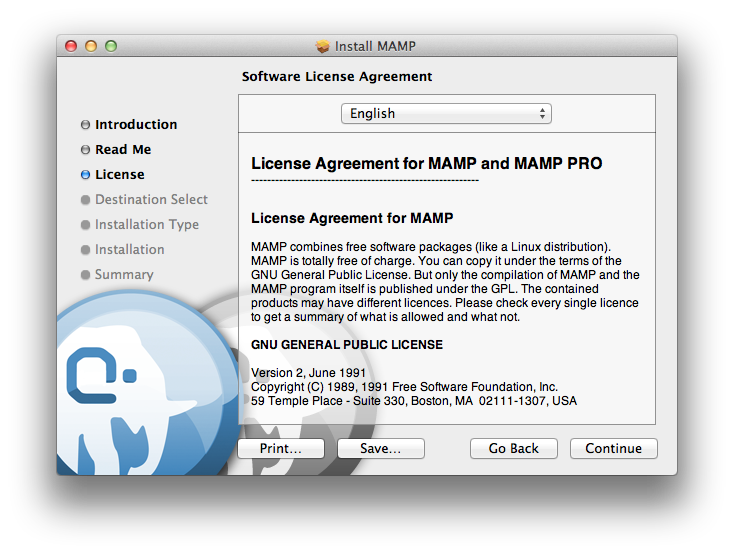 Install MAMP
Software License Agreement
Introduction
Read Me
License
Destination Select
Installation Type
Installation
Summary
English
License Agreement for MAMP and MAMP PRO
---------------------------------------------------------
License Agreement for MAMP
MAMP combines free software packages (like a Linux distribution).
MAMP is totally free of charge. You can copy it under the terms of the
GNU General Public License. But only the compilation of MAMP and the
MAMP program itself is published under the GPL. The contained
products may have different licences. Please check every single licence
to get a summary of what is allowed and what not.
GNU GENERAL PUBLIC LICENSE
Version 2, June 1991
Copyright (C) 1989, 1991 Free Software Foundation, Inc.
59 Temple Place - Suite 330, Boston, MA  02111-1307, USA
Print... Save... Go Back Continue